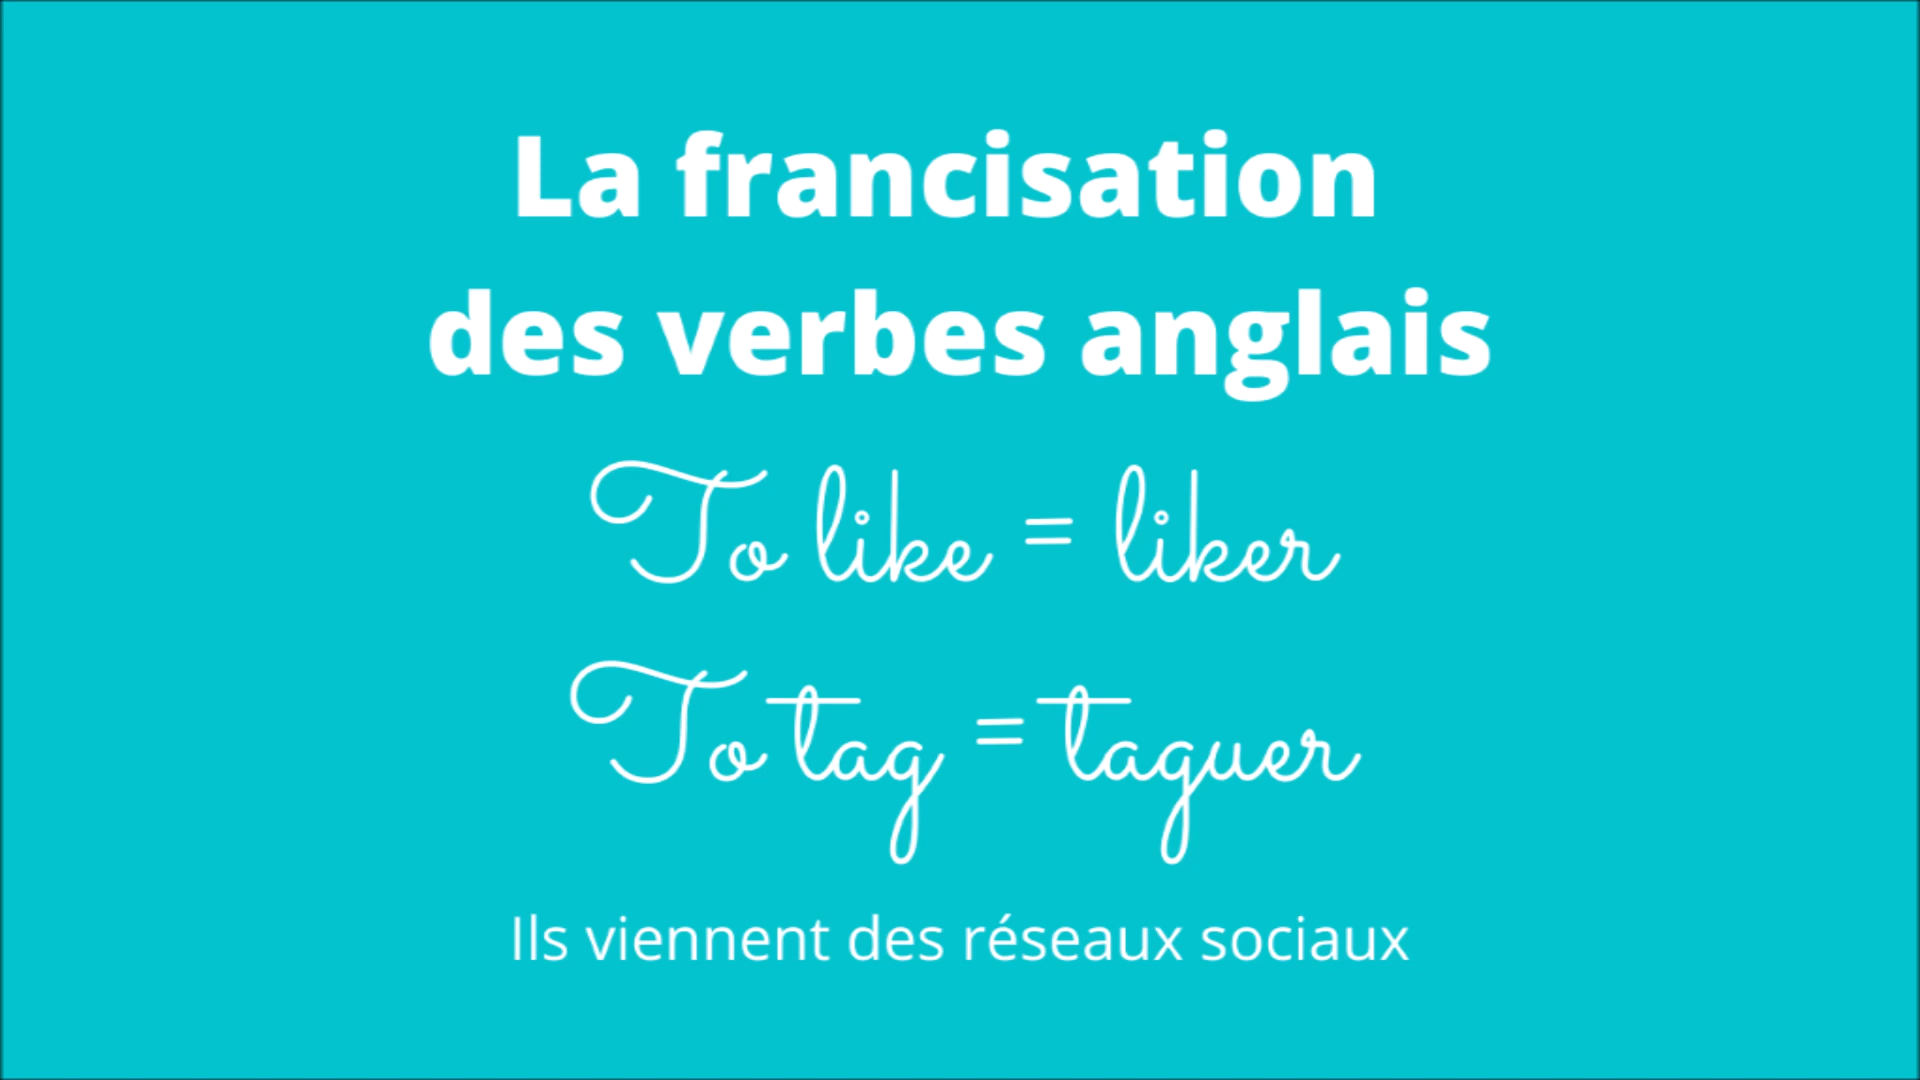 La francisation
des verbes anglais
To like = liker
To tag = taguer
Ils viennent des réseaux sociaux